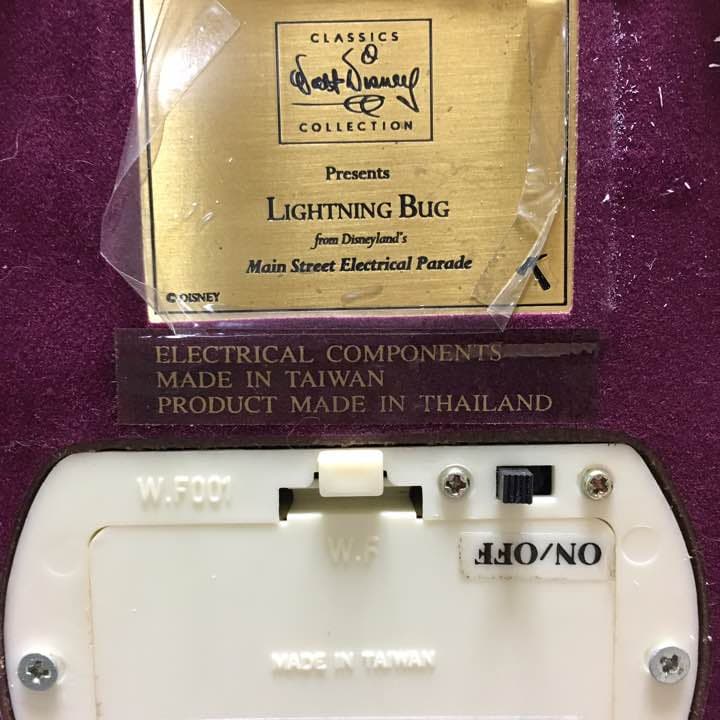 CLASSICS
Walt Disney
COLLECTION
Presents
LIGHTNING BUG
from Disneyland's
Main Street Electrical Parade
© DISNEY
ELECTRICAL COMPONENTS
MADE IN TAIWAN
PRODUCT MADE IN THAILAND
W.F001
W.F
ON/OFF
MADE IN TAIWAN